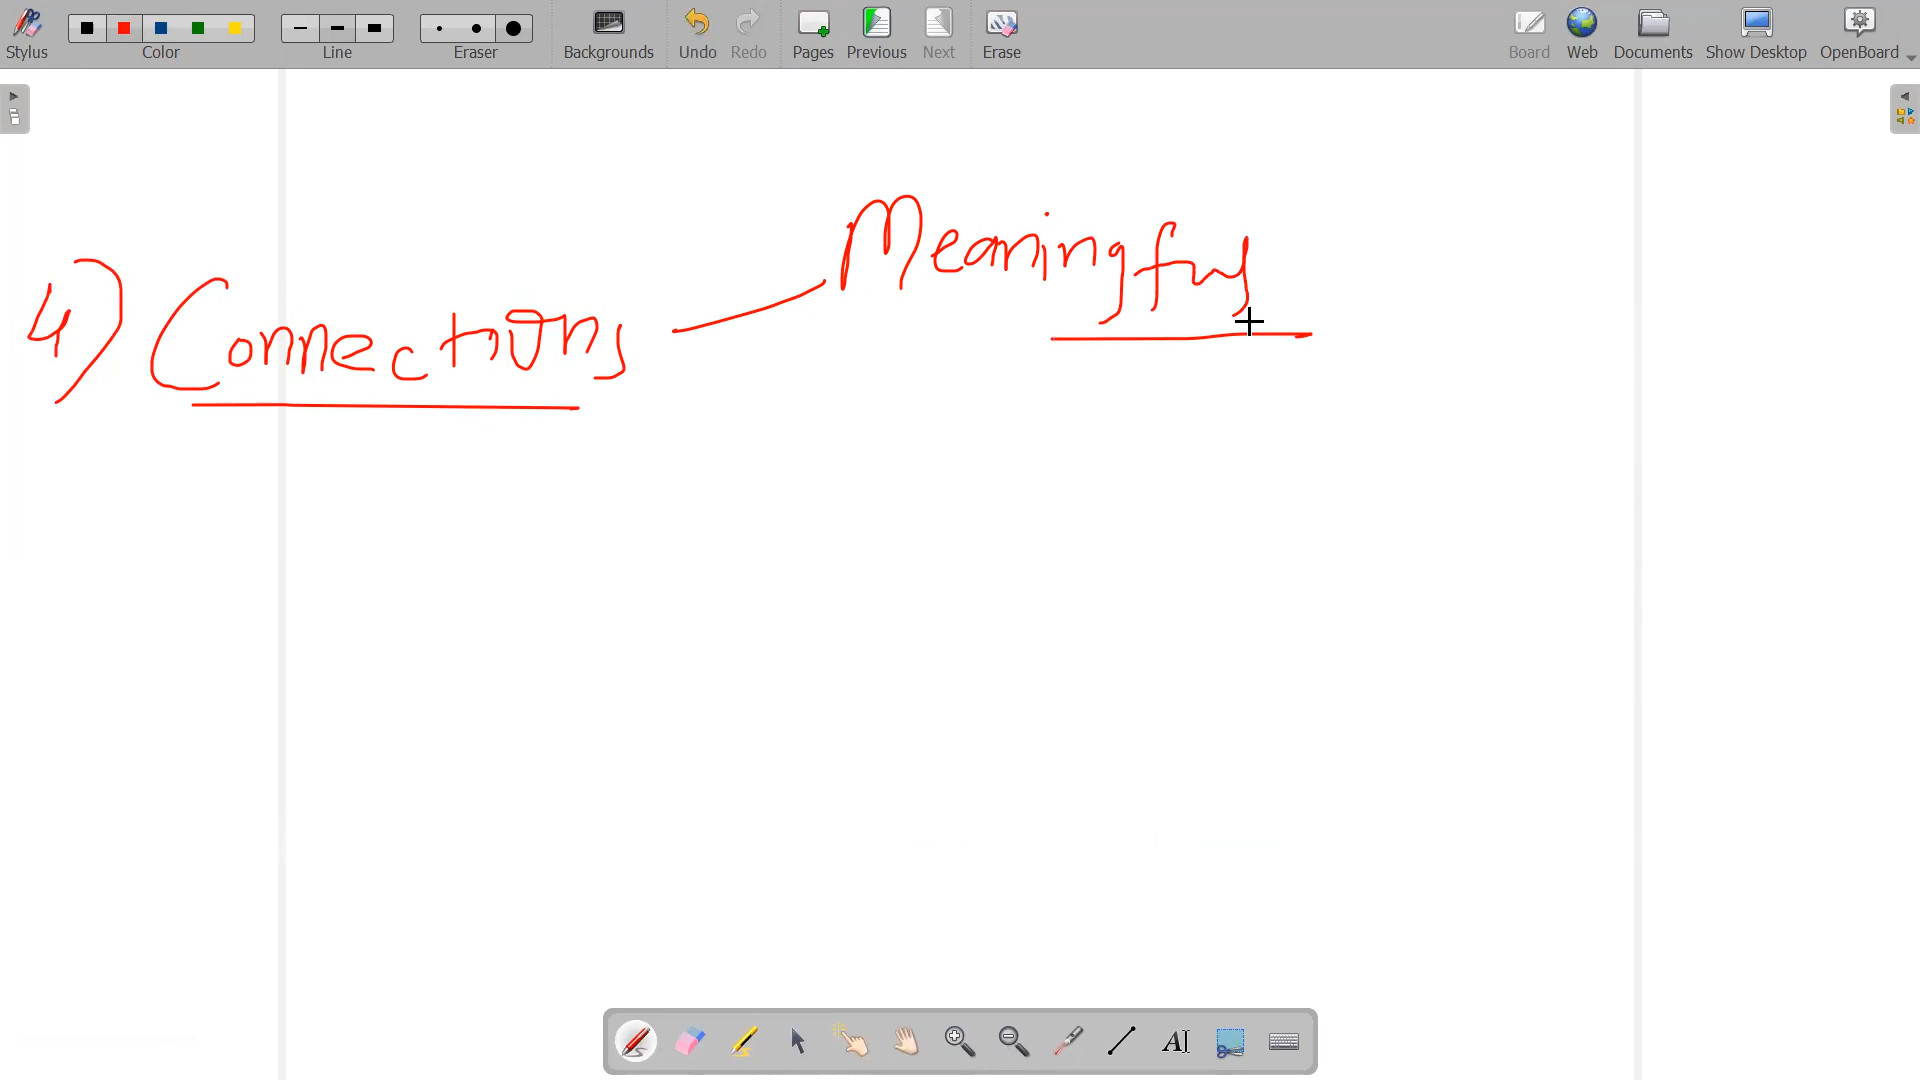 Stylus
Color
Line
Eraser
Backgrounds
Undo
Redo
Pages
Previous
Next
Erase
Board
Web
Documents
Show Desktop
OpenBoard
Meaningful
4) Connections
AI